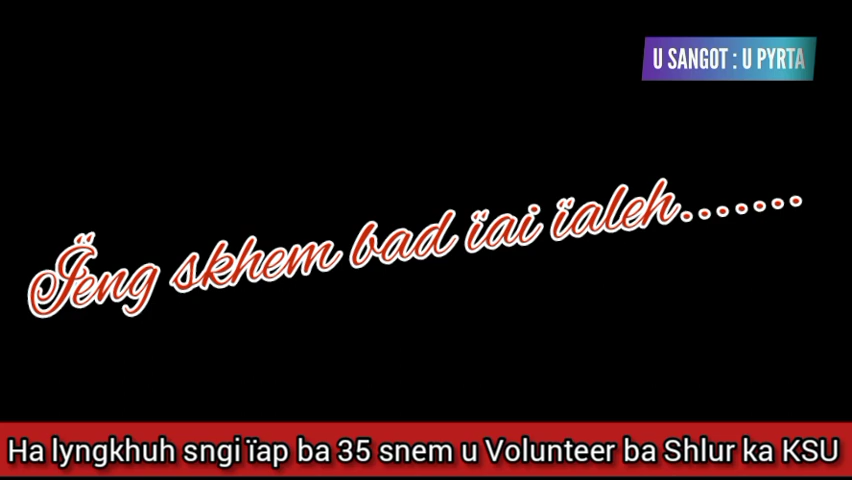 U SANGOT : U PYRTA
Ïeng skhem bad ïai ïaleh.......
Ha lyngkhuh sngi ïap ba 35 snem u Volunteer ba Shlur ka KSU